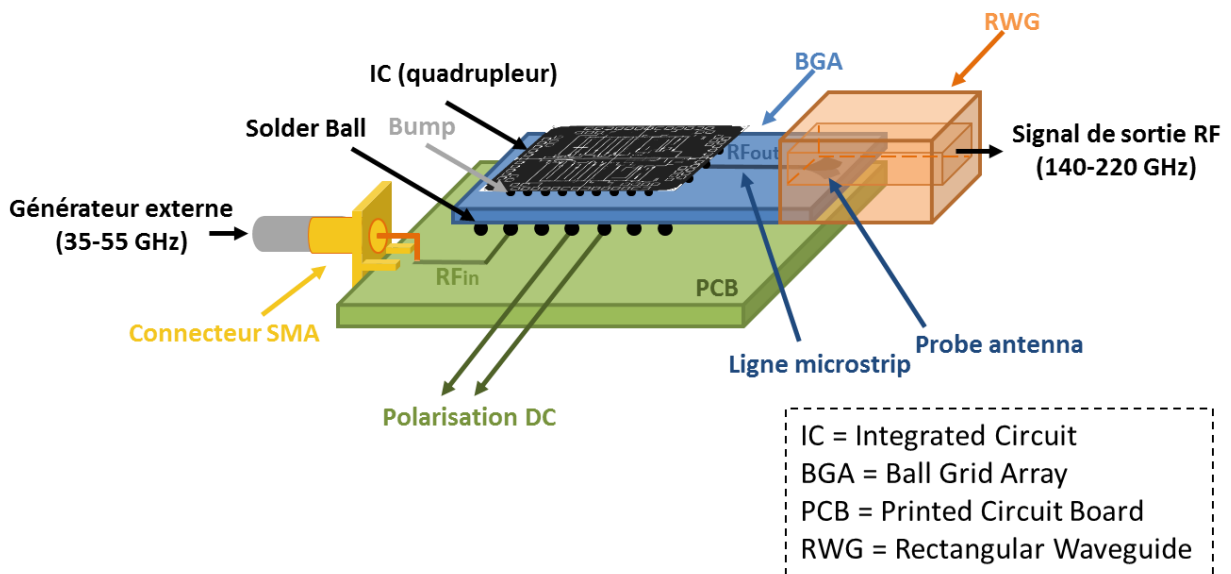 RWG
BGA
IC (quadrupleur)
Solder Ball
Bump
RFout
Signal de sortie RF
(140-220 GHz)
Générateur externe
(35-55 GHz)
RFin
PCB
Connecteur SMA
Ligne microstrip
Probe antenna
Polarisation DC
IC = Integrated Circuit
BGA = Ball Grid Array
PCB = Printed Circuit Board
RWG = Rectangular Waveguide